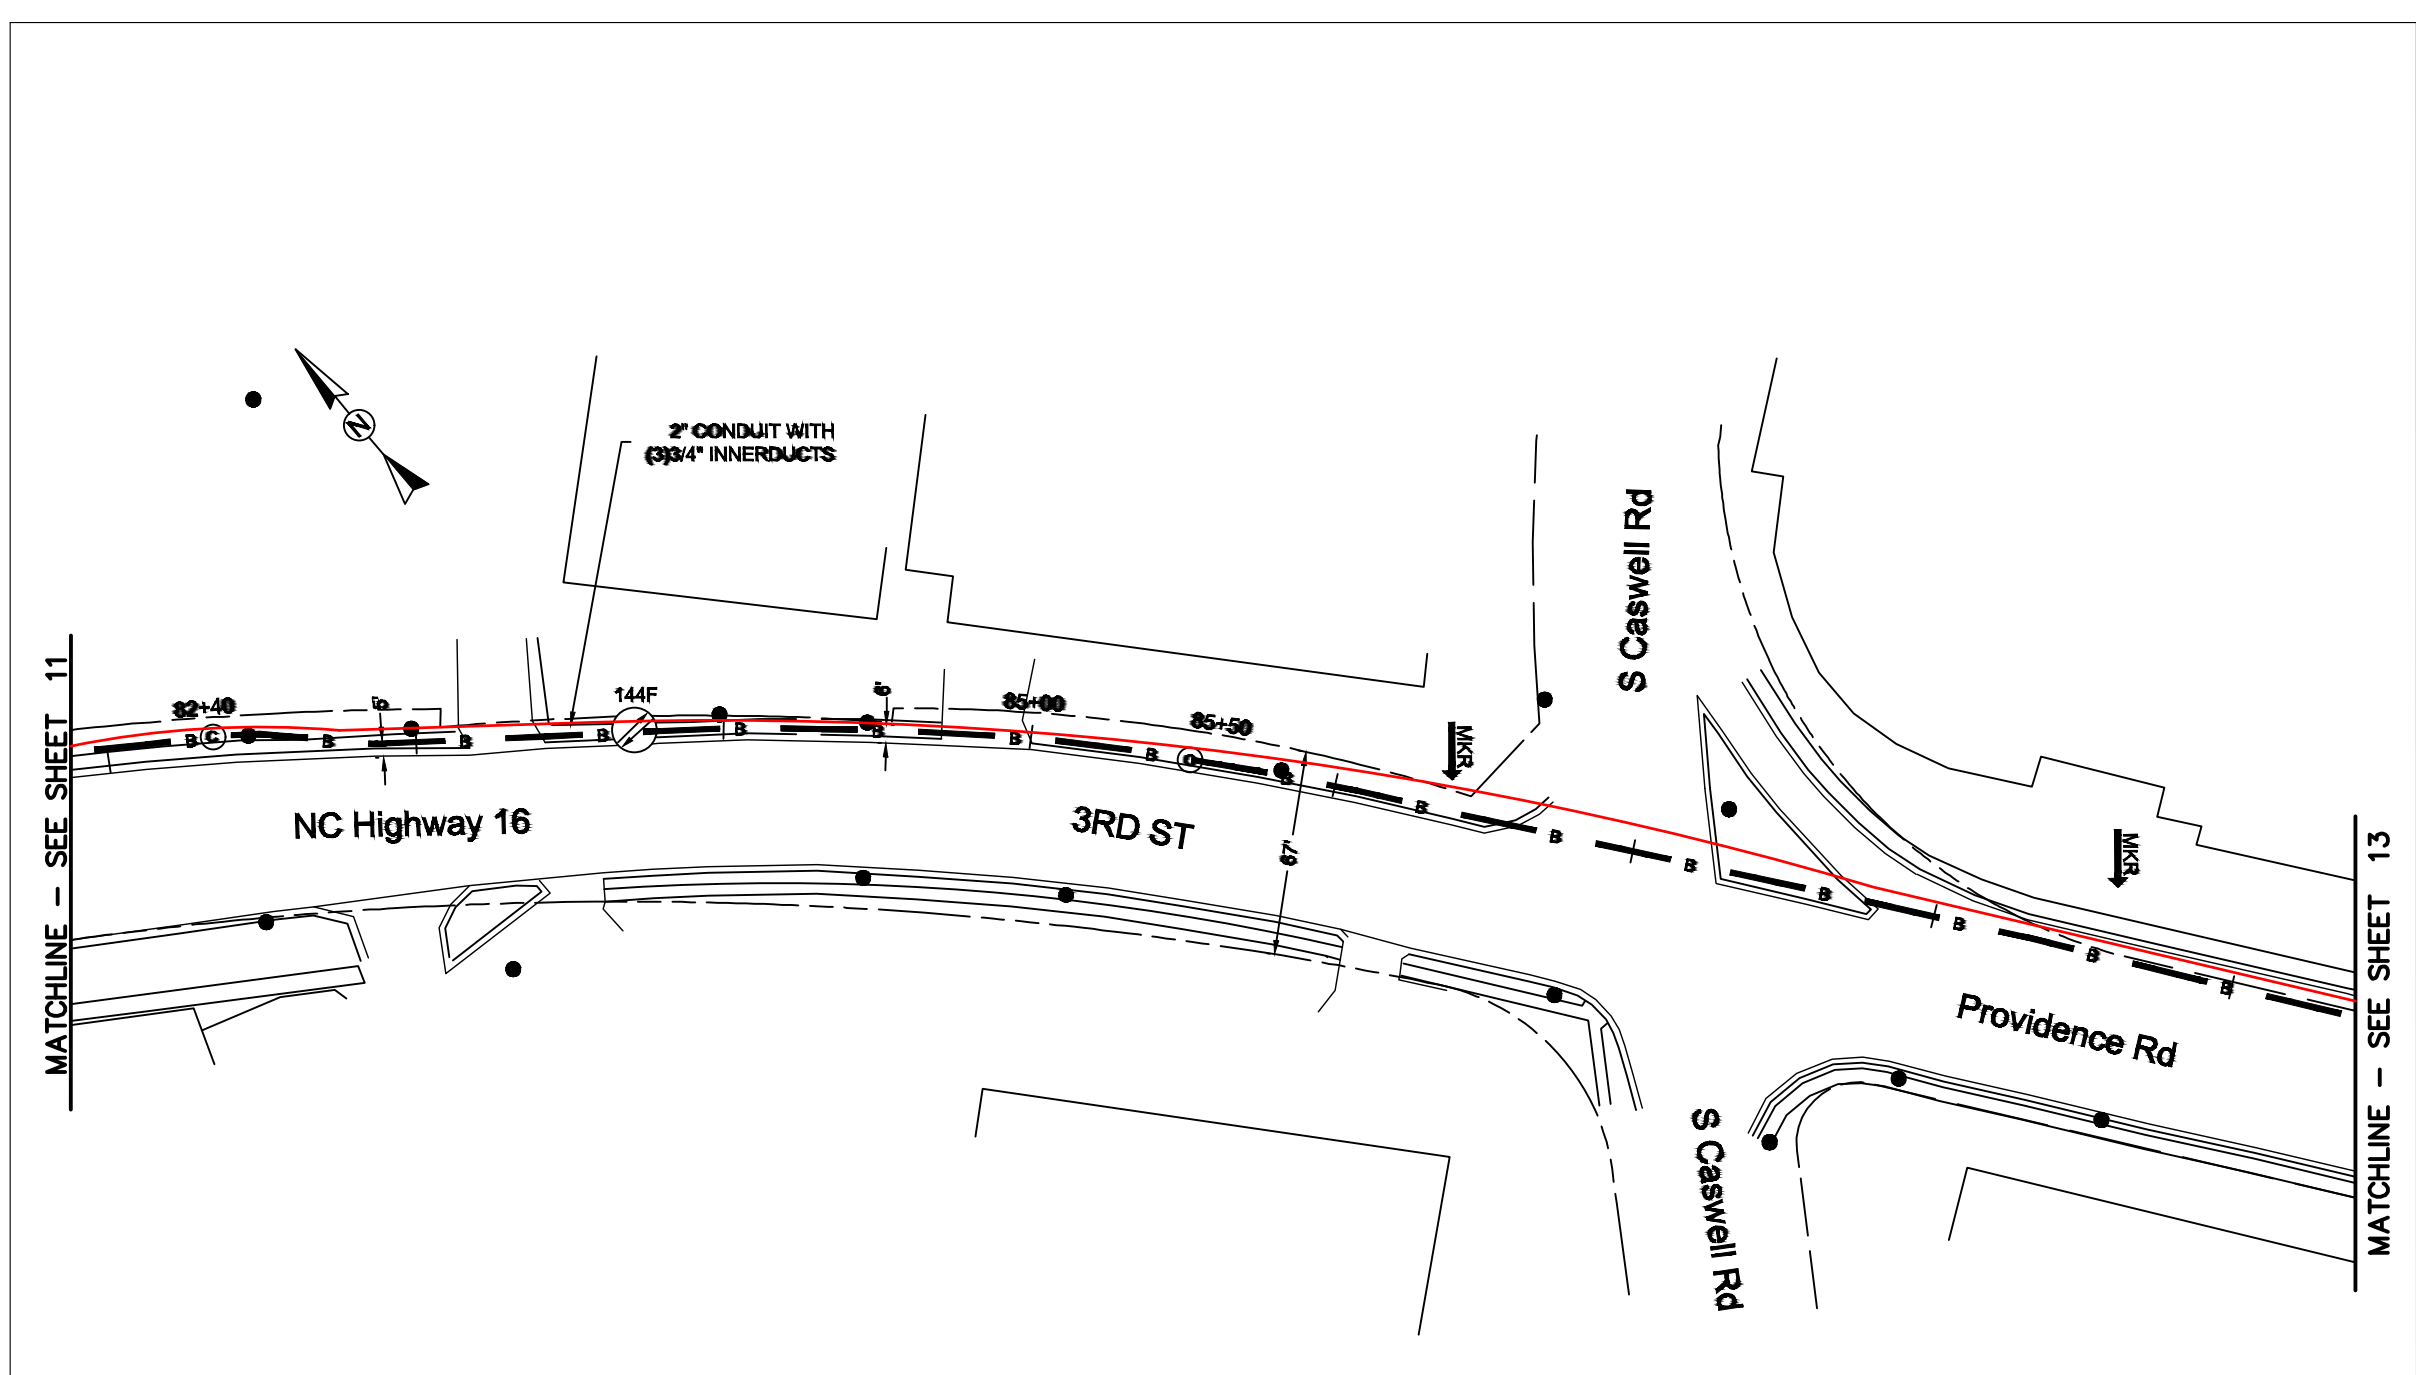 N
2" CONDUIT WITH
(3)3/4" INNERDUCTS
S Caswell Rd
MATCHLINE – SEE SHEET 11
82+40
144F
6'
85+00
85+50
MKR
B C B B B B B B B B B B B B B B B
NC Highway 16
3RD ST
67'
MKR
MATCHLINE – SEE SHEET 13
Providence Rd
S Caswell Rd